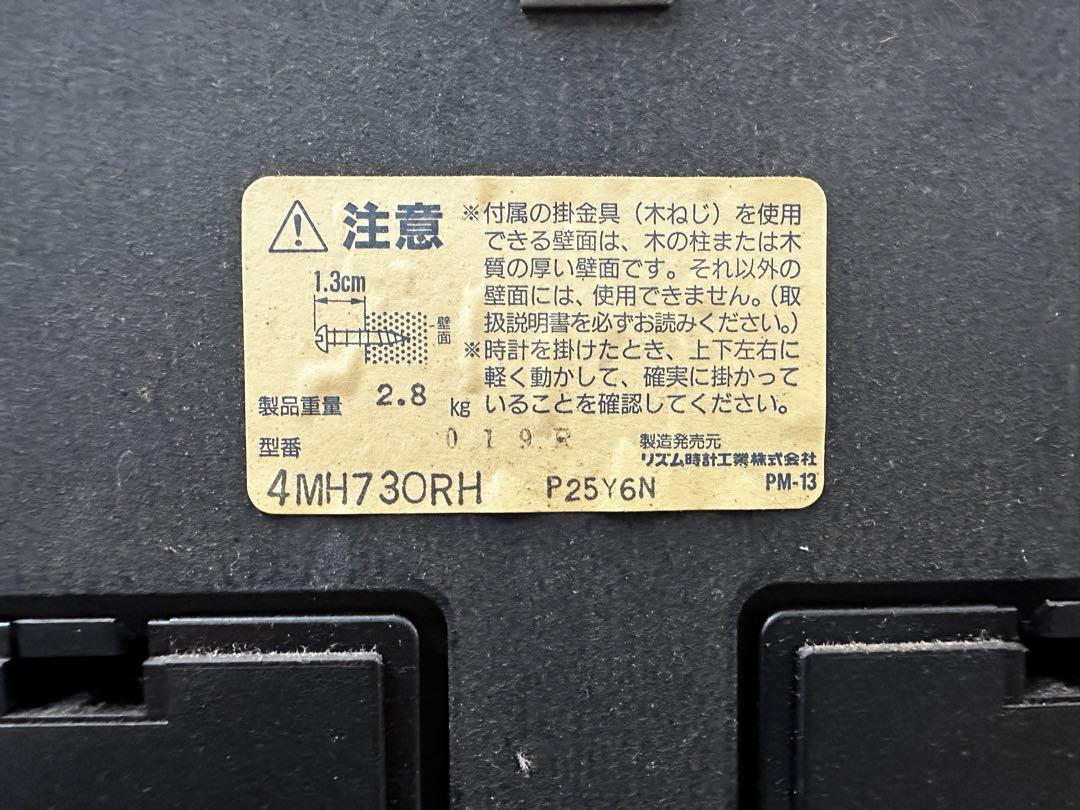 注意
1.3cm
壁面
製品重量 2.8 kg
※付属の掛金具（木ねじ）を使用
できる壁面は、木の柱または木
質の厚い壁面です。それ以外の
壁面には、使用できません。（取
扱説明書を必ずお読みください。）
※時計を掛けたとき、上下左右に
軽く動かして、確実に掛かって
いることを確認してください。
型番
019R
4MH730RH
P25Y6N
製造発売元
リズム時計工業株式会社
PM-13